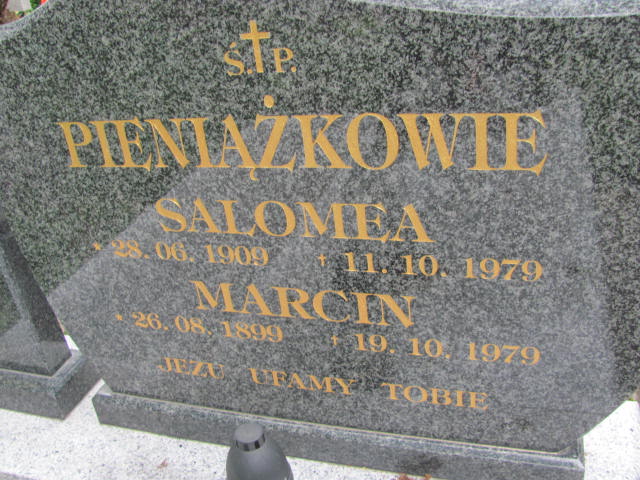 Ś.P.
PIENIĄŻKOWIE
SALOMEA
* 28. 06. 1909 † 11. 10. 1979
MARCIN
* 26. 08. 1899 † 19. 10. 1979
JEZU UFAMY TOBIE